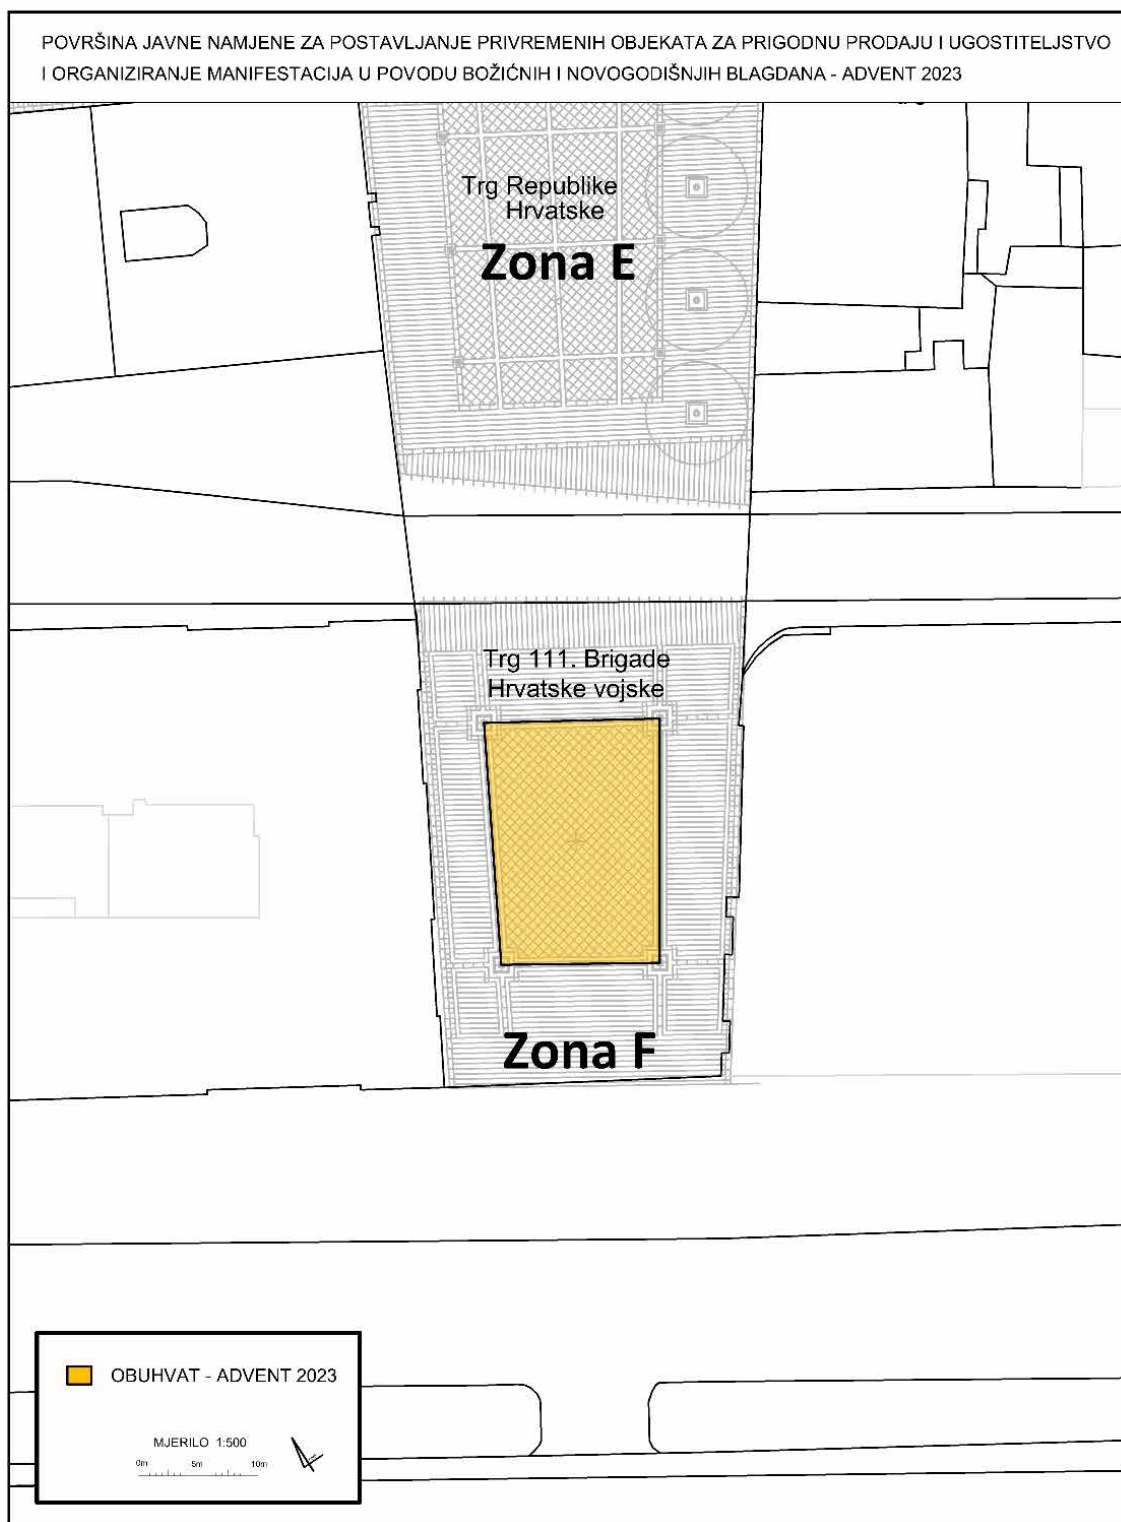 POVRŠINA JAVNE NAMJENE ZA POSTAVLJANJE PRIVREMENIH OBJEKATA ZA PRIGODNU PRODAJU I UGOSTITELJSTVO
I ORGANIZIRANJE MANIFESTACIJA U POVODU BOŽIĆNIH I NOVOGODIŠNJIH BLAGDANA - ADVENT 2023
Trg Republike
Hrvatske
Zona E
Trg 111. Brigade
Hrvatske vojske
Zona F
OBUHVAT - ADVENT 2023
MJERILO 1:500
0m 5m 10m